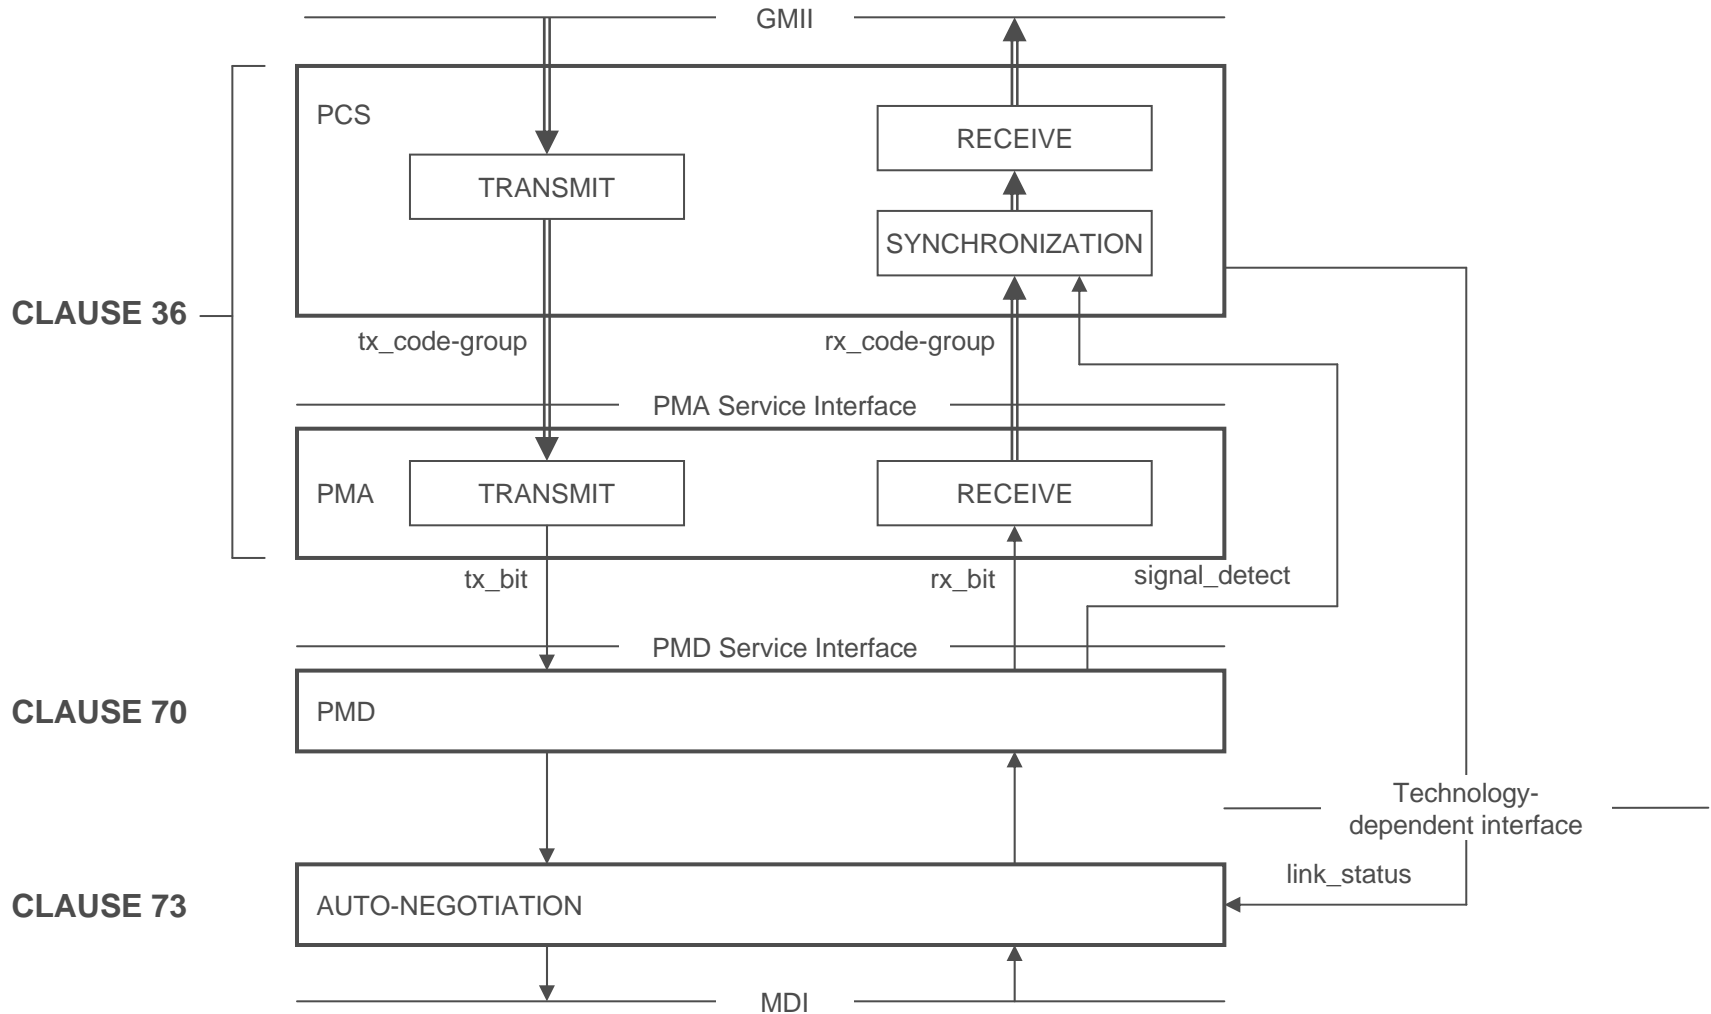 GMII
PCS
RECEIVE
TRANSMIT
SYNCHRONIZATION
CLAUSE 36
tx_code-group
rx_code-group
PMA Service Interface
PMA
TRANSMIT
RECEIVE
tx_bit
rx_bit
signal_detect
PMD Service Interface
CLAUSE 70
PMD
Technology-
dependent interface
link_status
CLAUSE 73
AUTO-NEGOTIATION
MDI